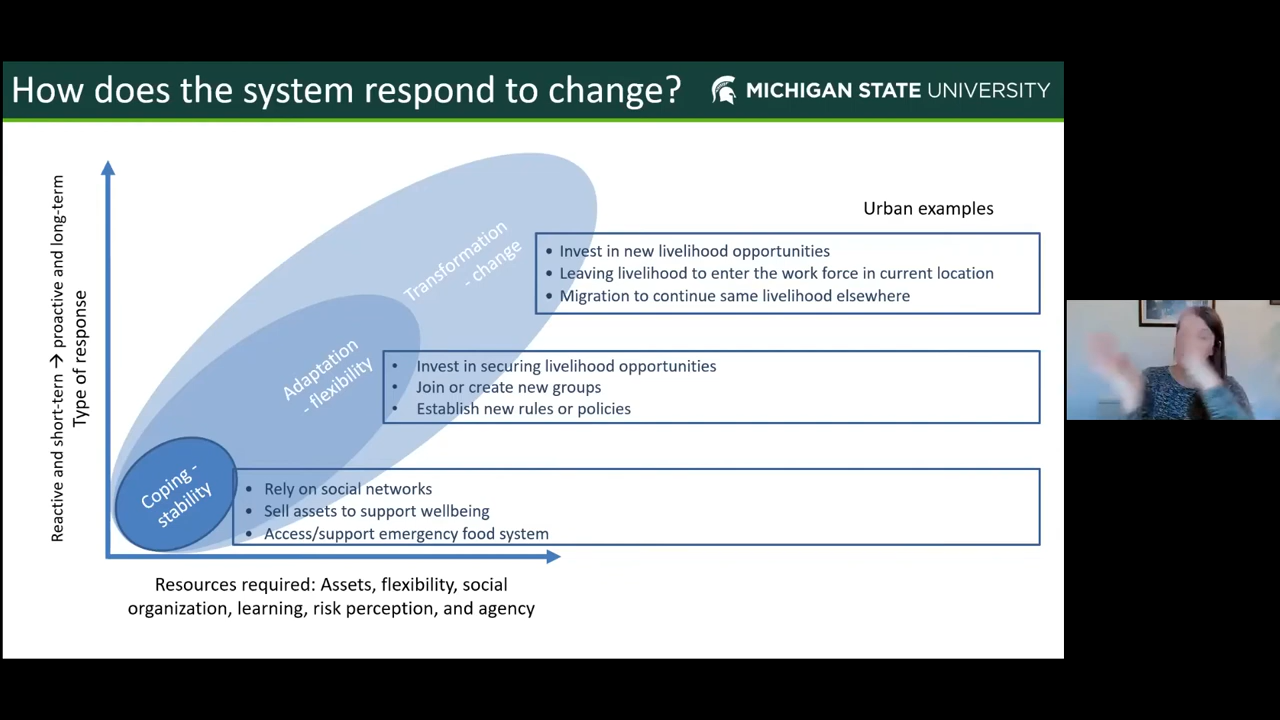 How does the system respond to change?
MICHIGAN STATE UNIVERSITY
Reactive and short-tern → proactive and long-term
Type of response
Urban examples
Transformation
- change
• Invest in new livelihood opportunities
• Leaving livelihood to enter the work force in current location
• Migration to continue same livelihood elsewhere
Adaptation
- flexibility
• Invest in securing livelihood opportunities
• Join or create new groups
• Establish new rules or policies
Coping -
stability
• Rely on social networks
• Sell assets to support wellbeing
• Access/support emergency food system
Resources required: Assets, flexibility, social
organization, learning, risk perception, and agency